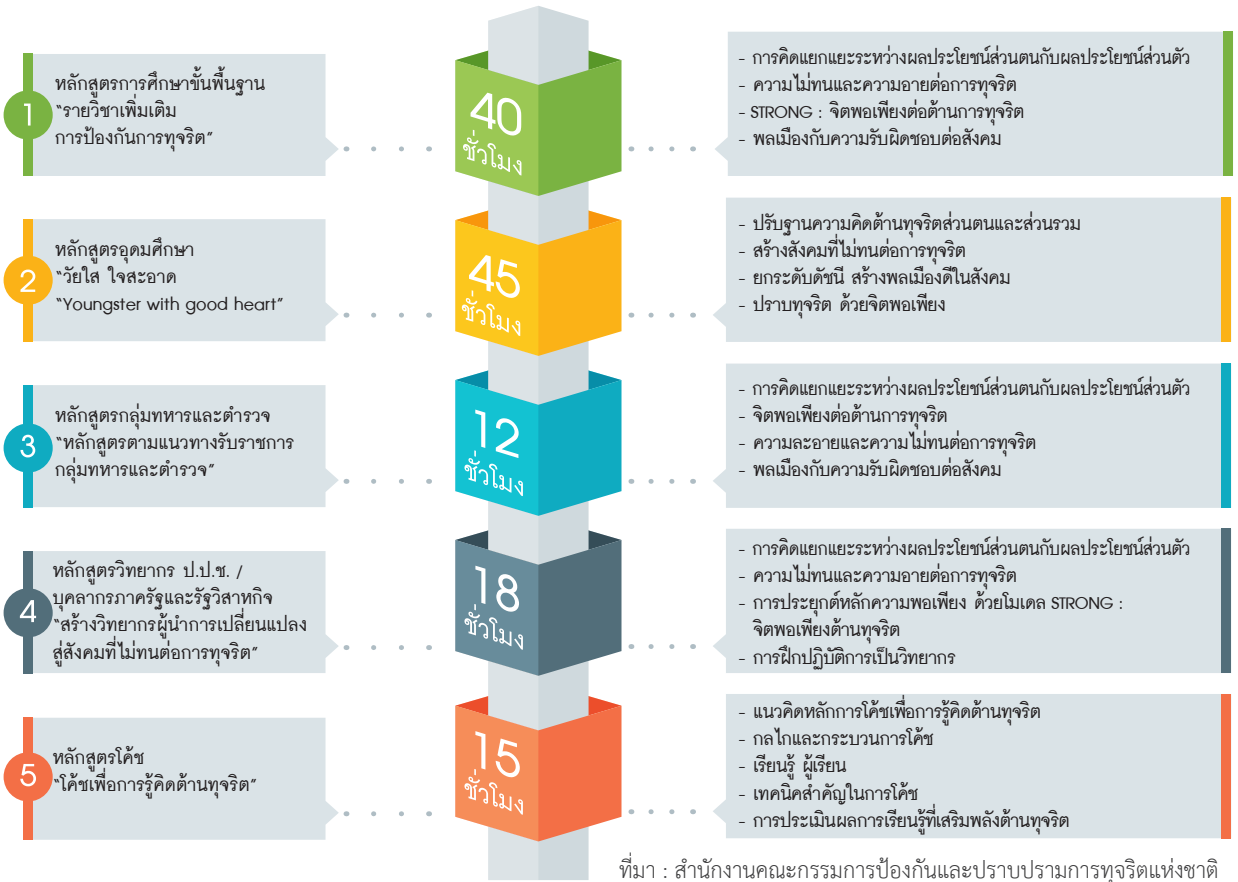 1
หลักสูตรการศึกษาขั้นพื้นฐาน
"รายวิชาเพิ่มเติม
การป้องกันการทุจริต"
40
ชั่วโมง
- การคิดแยกแยะระหว่างผลประโยชน์ส่วนตนกับผลประโยชน์ส่วนตัว
- ความไม่ทนและความอายต่อการทุจริต
- STRONG : จิตพอเพียงต่อต้านการทุจริต
- พลเมืองกับความรับผิดชอบต่อสังคม
2
หลักสูตรอุดมศึกษา
"วัยใส ใจสะอาด
"Youngster with good heart"
45
ชั่วโมง
- ปรับฐานความคิดต้านทุจริตส่วนตนและส่วนรวม
- สร้างสังคมที่ไม่ทนต่อการทุจริต
- ยกระดับดัชนี สร้างพลเมืองดีในสังคม
- ปราบทุจริต ด้วยจิตพอเพียง
3
หลักสูตรกลุ่มทหารและตำรวจ
"หลักสูตรตามแนวทางรับราชการ
กลุ่มทหารและตำรวจ"
12
ชั่วโมง
- การคิดแยกแยะระหว่างผลประโยชน์ส่วนตนกับผลประโยชน์ส่วนตัว
- จิตพอเพียงต่อต้านการทุจริต
- ความละอายและความไม่ทนต่อการทุจริต
- พลเมืองกับความรับผิดชอบต่อสังคม
4
หลักสูตรวิทยากร ป.ป.ช. /
บุคลากรภาครัฐและรัฐวิสาหกิจ
"สร้างวิทยากรผู้นำการเปลี่ยนแปลง
สู่สังคมที่ไม่ทนต่อการทุจริต"
18
ชั่วโมง
- การคิดแยกแยะระหว่างผลประโยชน์ส่วนตนกับผลประโยชน์ส่วนตัว
- ความไม่ทนและความอายต่อการทุจริต
- การประยุกต์หลักความพอเพียง ด้วยโมเดล STRONG :
จิตพอเพียงต้านทุจริต
- การฝึกปฏิบัติการเป็นวิทยากร
5
หลักสูตรโค้ช
"โค้ชเพื่อการรู้คิดต้านทุจริต"
15
ชั่วโมง
- แนวคิดหลักการโค้ชเพื่อการรู้คิดต้านทุจริต
- กลไกและกระบวนการโค้ช
- เรียนรู้ ผู้เรียน
- เทคนิคสำคัญในการโค้ช
- การประเมินผลการเรียนรู้ที่เสริมพลังต้านทุจริต
ที่มา : สำนักงานคณะกรรมการป้องกันและปราบปรามการทุจริตแห่งชาติ